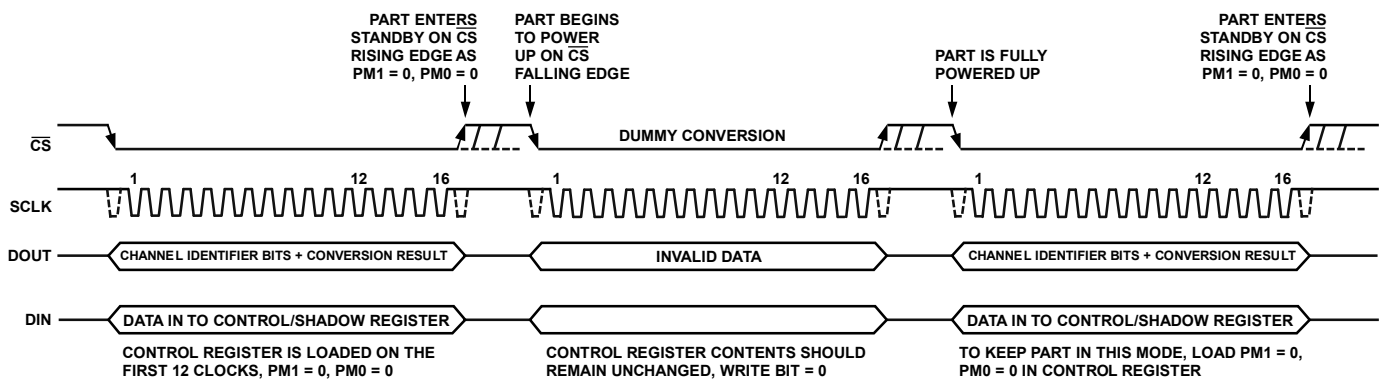 PART ENTERS
STANDBY ON CS
RISING EDGE AS
PM1 = 0, PM0 = 0
PART BEGINS
TO POWER
UP ON CS
FALLING EDGE
PART IS FULLY
POWERED UP
PART ENTERS
STANDBY ON CS
RISING EDGE AS
PM1 = 0, PM0 = 0
CS
DUMMY CONVERSION
SCLK
1 12 16 1 12 16 1 12 16
DOUT
CHANNEL IDENTIFIER BITS + CONVERSION RESULT
INVALID DATA
CHANNEL IDENTIFIER BITS + CONVERSION RESULT
DIN
DATA IN TO CONTROL/SHADOW REGISTER
DATA IN TO CONTROL/SHADOW REGISTER
CONTROL REGISTER IS LOADED ON THE
FIRST 12 CLOCKS, PM1 = 0, PM0 = 0
CONTROL REGISTER CONTENTS SHOULD
REMAIN UNCHANGED, WRITE BIT = 0
TO KEEP PART IN THIS MODE, LOAD PM1 = 0,
PM0 = 0 IN CONTROL REGISTER